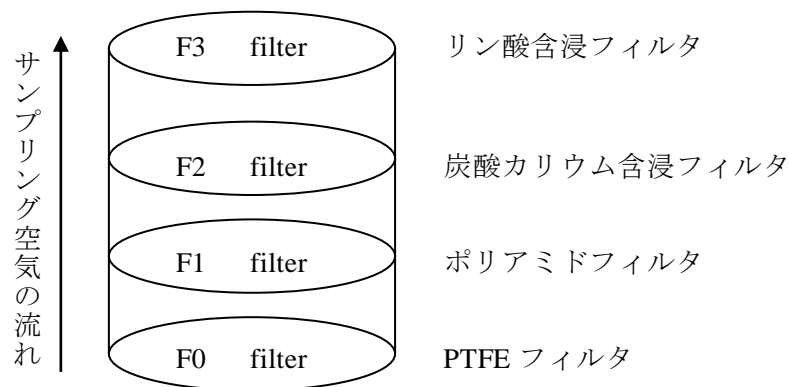 サンプリング空気の流れ
F3 filter リン酸含浸フィルタ
F2 filter 炭酸カリウム含浸フィルタ
F1 filter ポリアミドフィルタ
F0 filter PTFE フィルタ